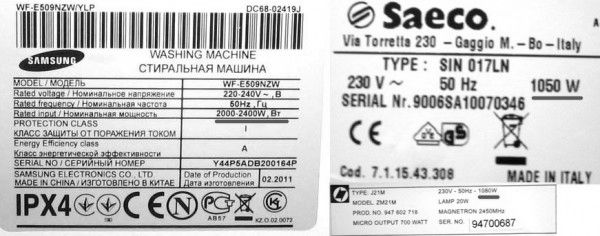 WF-E509NZW/YLP
DC68-02419J
SAMSUNG
WASHING MACHINE
СТИРАЛЬНАЯ МАШИНА
MODEL / МОДЕЛЬ WF-E509NZW
Rated voltage / Номинальное напряжение 220-240V~, В
Rated frequency / Номинальная частота 50Hz, Гц
Rated input / Номинальная мощность 2000-2400W, Вт
PROTECTION CLASS
КЛАСС ЗАЩИТЫ ОТ ПОРАЖЕНИЯ ТОКОМ I
Energy Efficiency class
Класс энергетической эффективности A
SERIAL NO / СЕРИЙНЫЙ НОМЕР Y44P5ADB200164P
SAMSUNG ELECTRONICS CO., LTD Date of Production
MADE IN CHINA / ИЗГОТОВЛЕНО В КИТАЕ 02.2011
IPX4
АВ57
KZ.O.02.0072
Saeco.
Via Torretta 230 - Gaggio M. - Bo - Italy
TYPE : SIN 017LN
230 V ~ 50 Hz 1050 W
SERIAL Nr. 9006SA10070346
CE
GS
Cod. 7.1.15.43.308
MADE IN ITALY
TYPE: J21M 230V - 50Hz - 1080W
MODEL ZM21M LAMP 20W
PROD. NO 947 602 718 MAGNETRON 2450MHz
MICRO OUTPUT 700 WATT SERIAL NO. 94700687